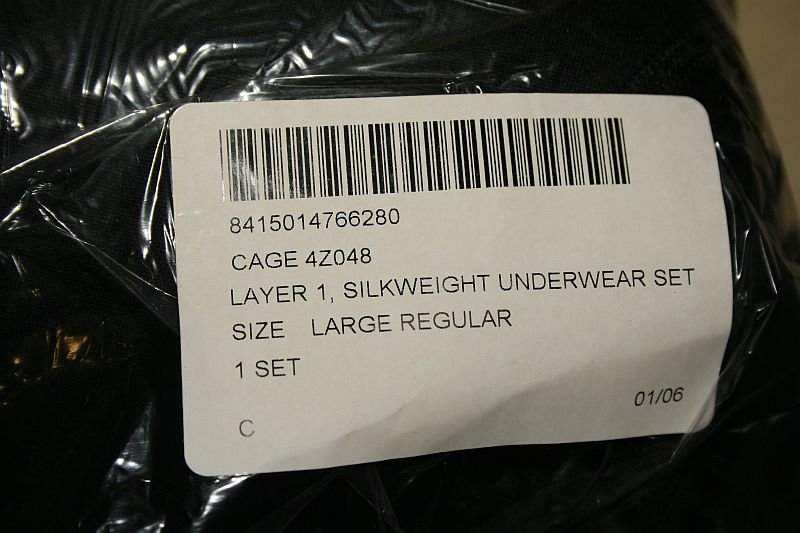 8415014766280
CAGE 4Z048
LAYER 1, SILKWEIGHT UNDERWEAR SET
SIZE LARGE REGULAR
1 SET
C 01/06